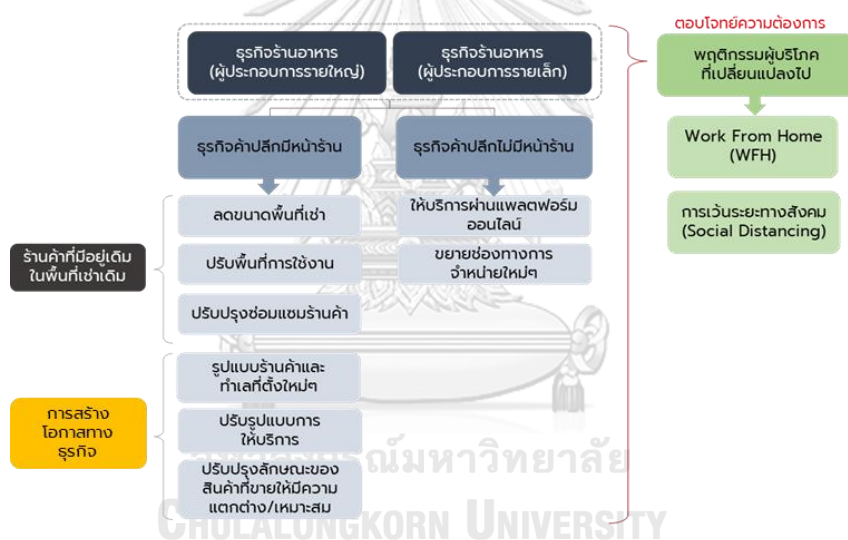 ตอบโจทย์ความต้องการ
ธุรกิจร้านอาหาร
(ผู้ประกอบการรายใหญ่)
ธุรกิจร้านอาหาร
(ผู้ประกอบการรายเล็ก)
พฤติกรรมผู้บริโภค
ที่เปลี่ยนแปลงไป
ธุรกิจค้าปลีกมีหน้าร้าน
ธุรกิจค้าปลีกไม่มีหน้าร้าน
Work From Home
(WFH)
ลดขนาดพื้นที่เช่า
ให้บริการผ่านแพลตฟอร์ม
ออนไลน์
การเว้นระยะทางสังคม
(Social Distancing)
ร้านค้าที่มีอยู่เดิม
ในพื้นที่เช่าเดิม
ปรับพื้นที่การใช้งาน
ขยายช่องทางการ
จำหน่ายใหม่ๆ
ปรับปรุงซ่อมแซมร้านค้า
รูปแบบร้านค้าและ
ทำเลที่ตั้งใหม่ๆ
การสร้าง
โอกาสทาง
ธุรกิจ
ปรับรูปแบบการ
ให้บริการ
ปรับปรุงลักษณะของ
สินค้าที่ขายให้มีความ
แตกต่าง/เหมาะสม
ณ์มหาวิทยาลัย
CHULALONGKORN UNIVERSITY